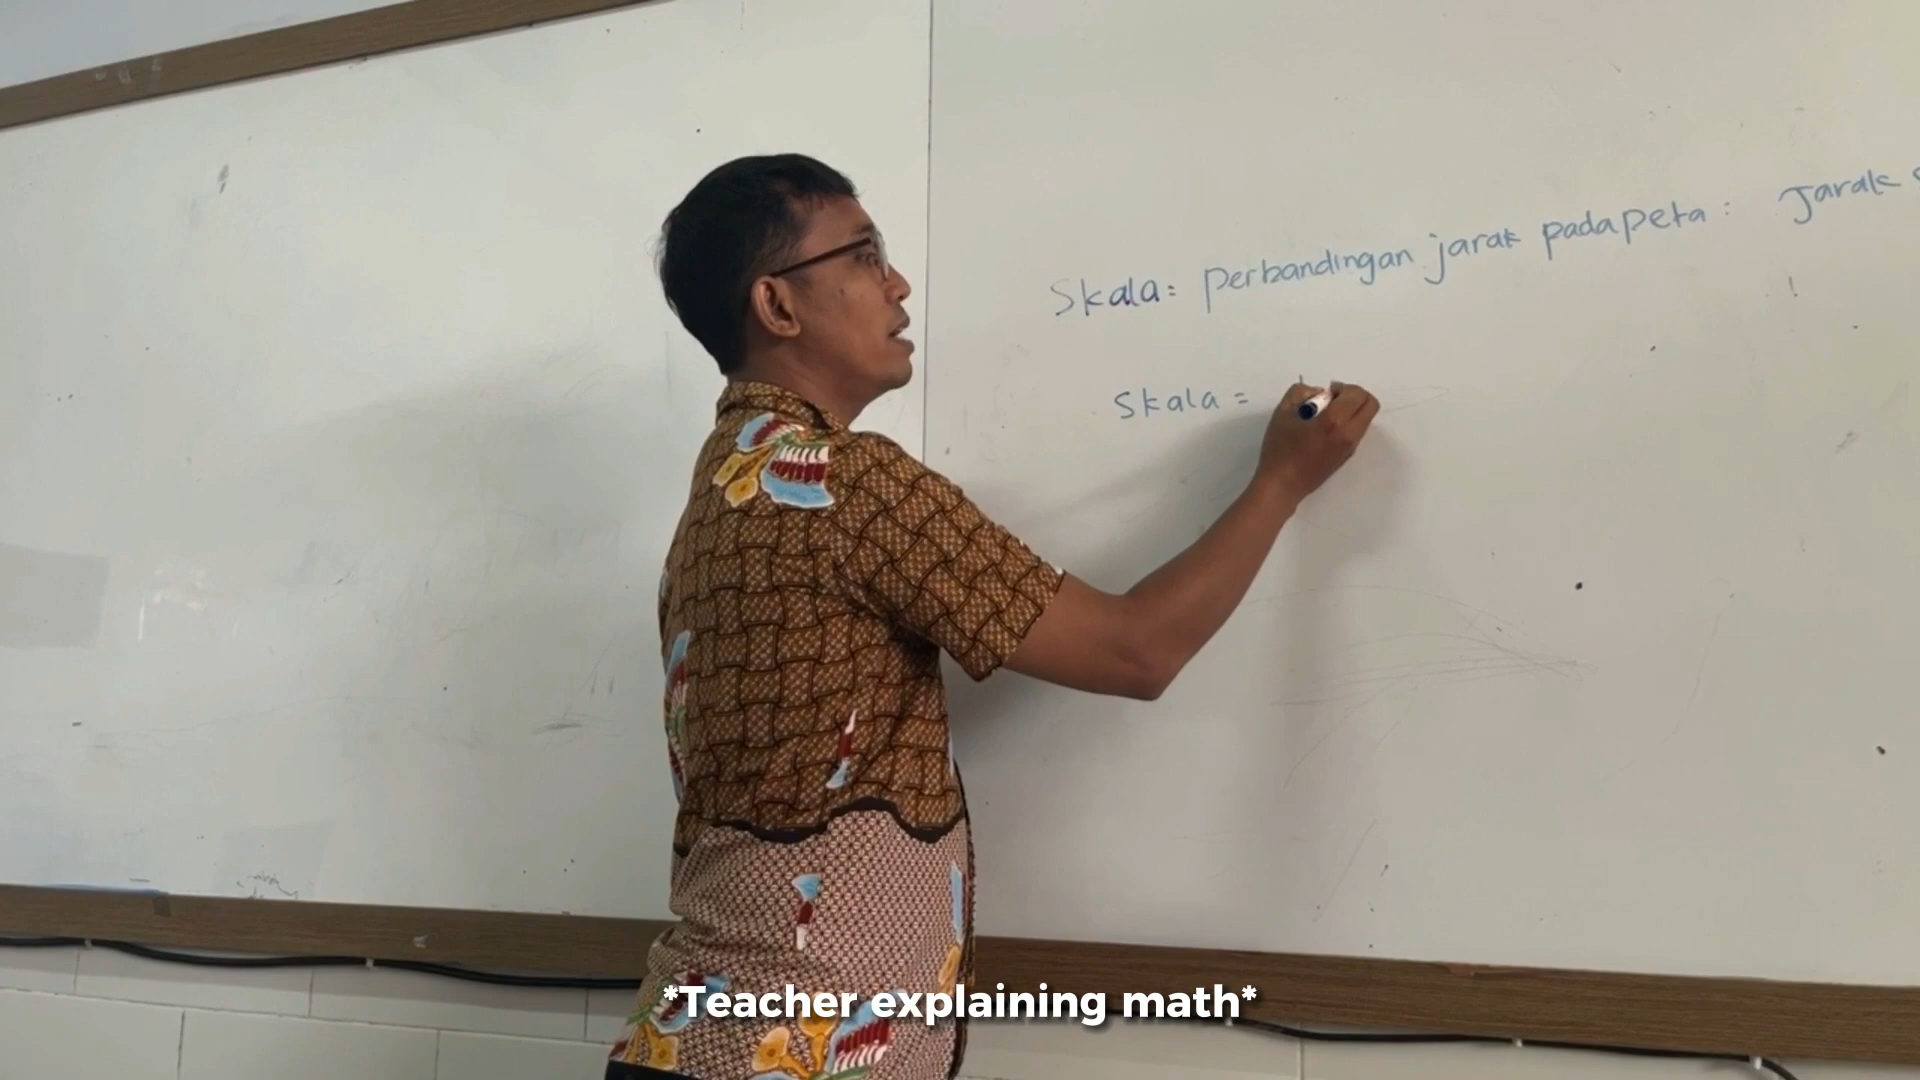 Skala: perbandingan jarak pada peta : Jarak
Skala =
*Teacher explaining math*